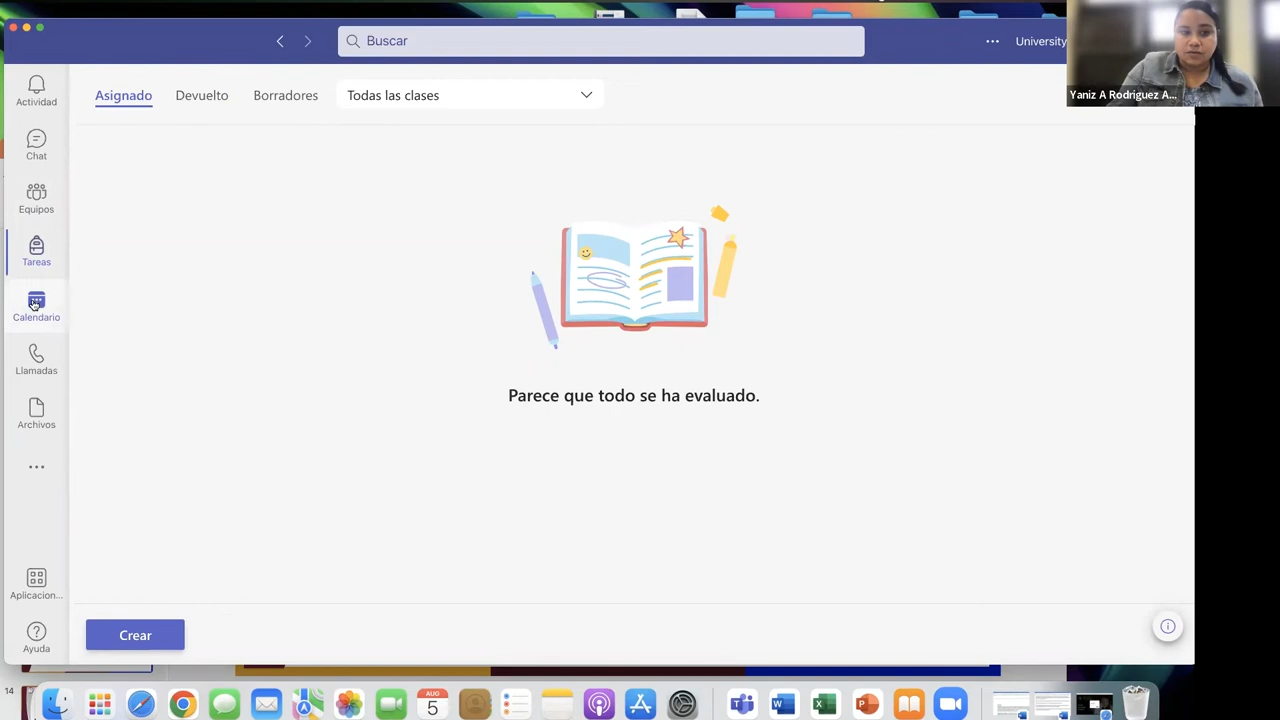 Buscar
University
Yaniz A Rodriguez A...
Actividad
Chat
Equipos
Tareas
Calendario
Llamadas
Archivos
Aplicacion...
Ayuda
Asignado
Devuelto
Borradores
Todas las clases
Parece que todo se ha evaluado.
Crear
14
AUG
5